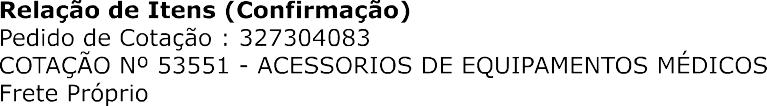 Relação de Itens (Confirmação)
Pedido de Cotação : 327304083
COTAÇÃO Nº 53551 - ACESSORIOS DE EQUIPAMENTOS MÉDICOS
Frete Próprio